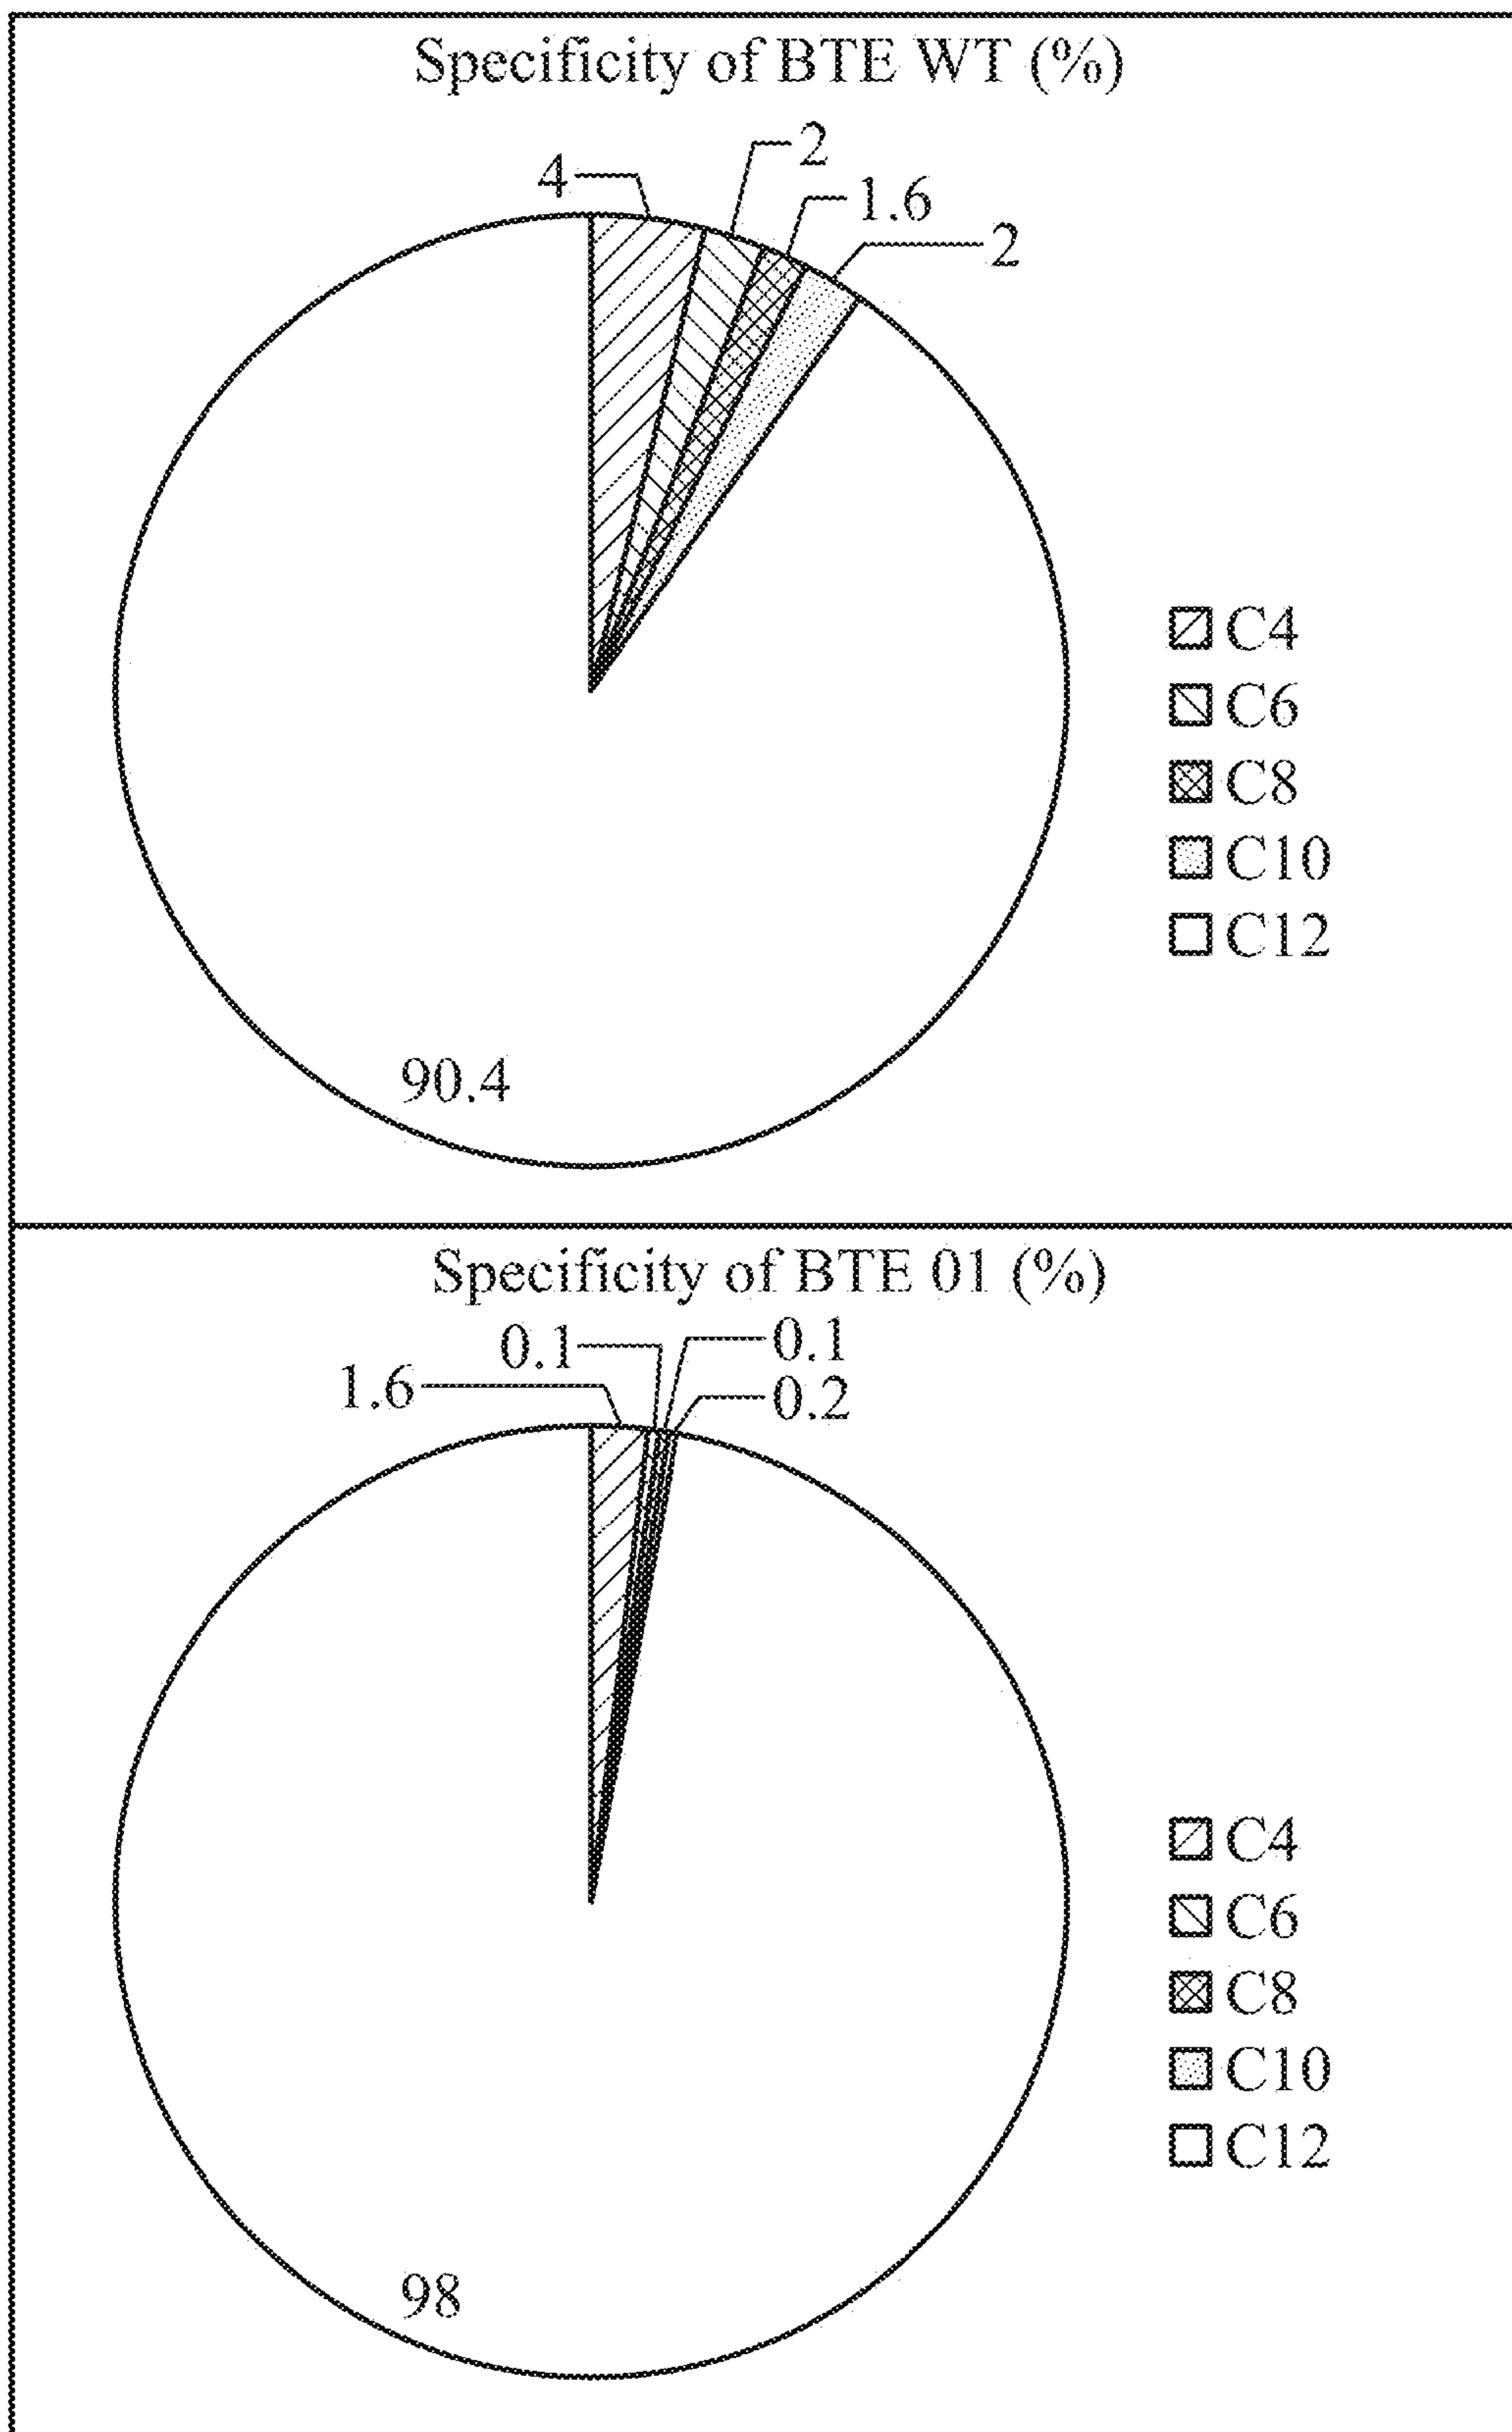 Specificity of BTE WT (%)
4
2
1.6
2
90.4
C4
C6
C8
C10
C12
Specificity of BTE 01 (%)
1.6
0.1
0.1
0.2
98
C4
C6
C8
C10
C12